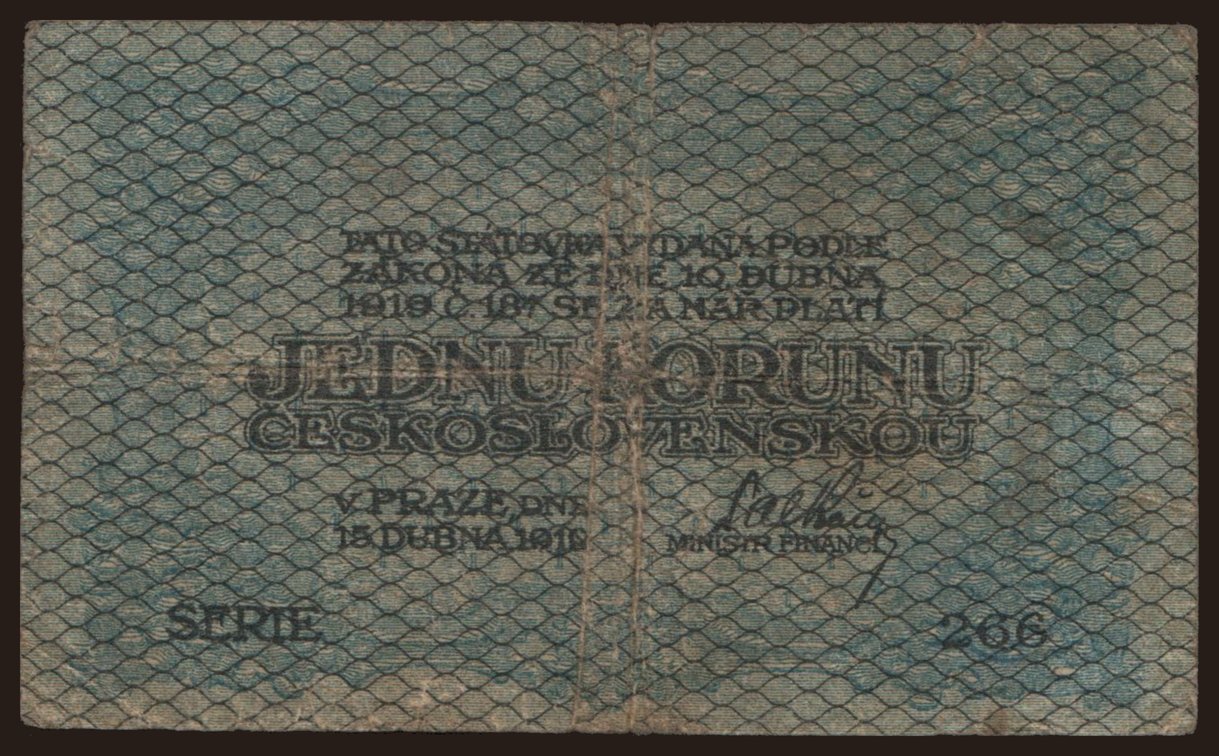 TATO STÁTOVKA VYDANÁ PODLE
ZÁKONA ZE DNE 10. DUBNA
1919 Č. 187 SB. Z. A NAŘ. PLATÍ
JEDNU KORUNU
ČESKOSLOVENSKOU
V PRAZE, DNE
15. DUBNA 1919
MINISTR FINANCÍ
SERIE 266